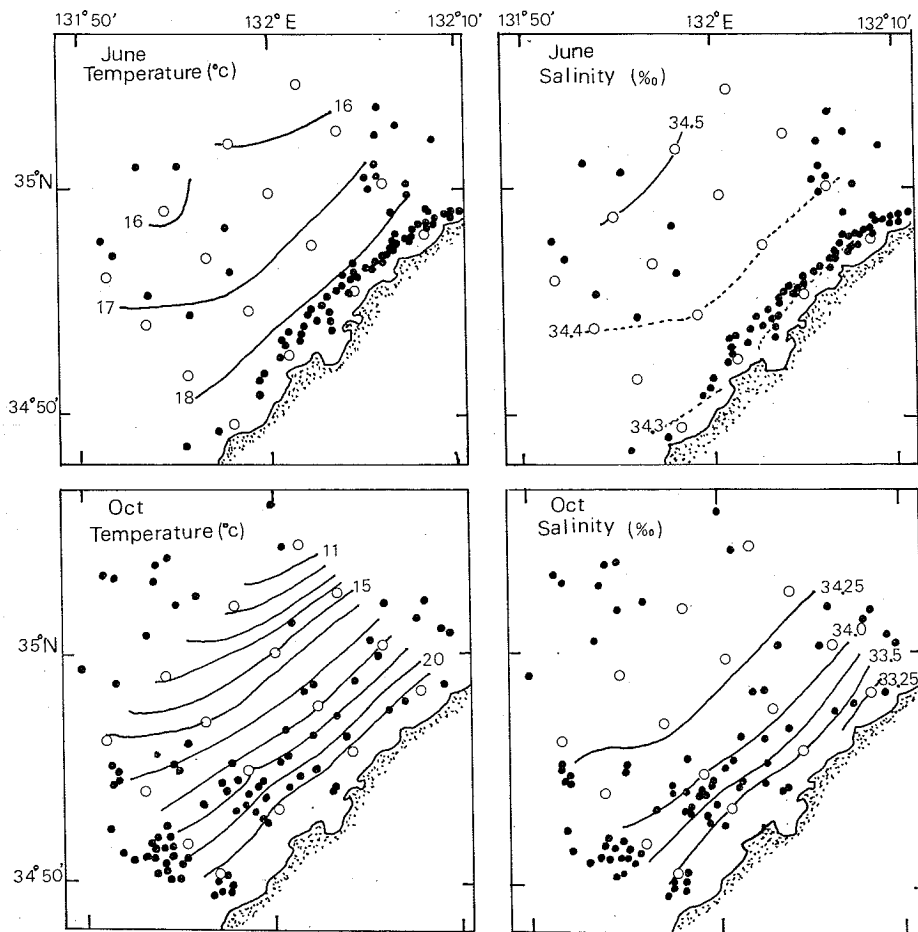 131°50' 132°E 132°10' 131°50' 132°E 132°10'
June
Temperature (°c)
16
16
17
18
35°N
34°50'
June
Salinity (‰)
34.5
34.4
34.3
Oct
Temperature (°c)
11
15
20
35°N
34°50'
Oct
Salinity (‰)
34.25
34.0
33.5
33.25